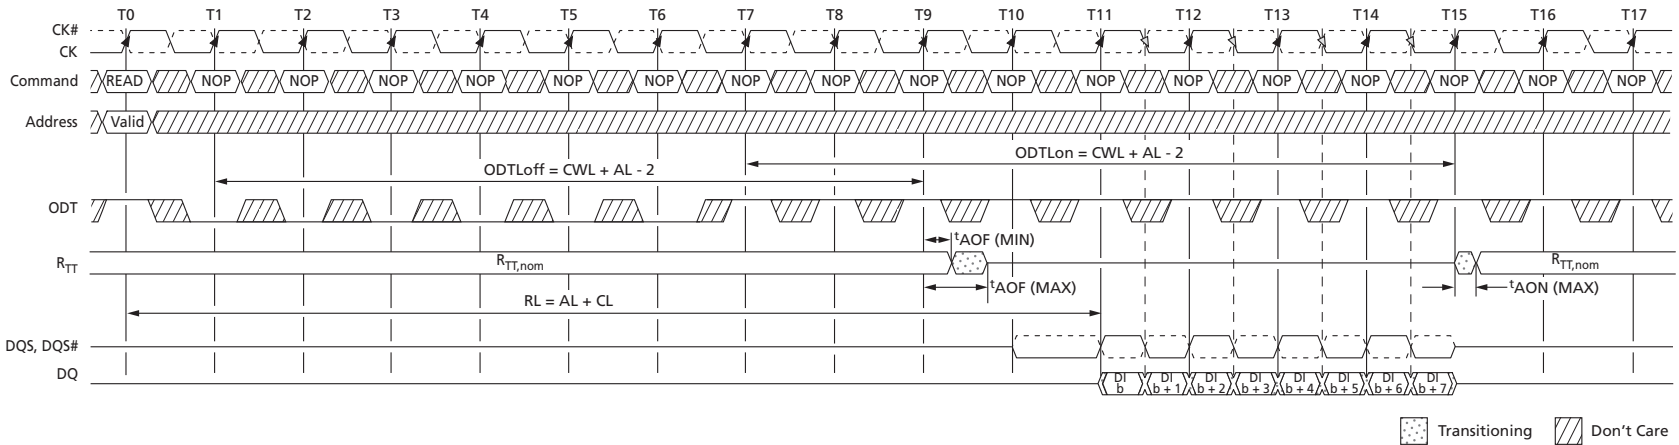 T0 T1 T2 T3 T4 T5 T6 T7 T8 T9 T10 T11 T12 T13 T14 T15 T16 T17
CK#
CK
Command READ NOP NOP NOP NOP NOP NOP NOP NOP NOP NOP NOP NOP NOP NOP NOP NOP NOP
Address Valid
ODTLon = CWL + AL - 2
ODTLoff = CWL + AL - 2
ODT
tAOF (MIN)
RTT RTT,nom RTT,nom
tAOF (MAX) tAON (MAX)
RL = AL + CL
DQS, DQS#
DQ
DI b DI b + 1 DI b + 2 DI b + 3 DI b + 4 DI b + 5 DI b + 6 DI b + 7
Transitioning Don't Care